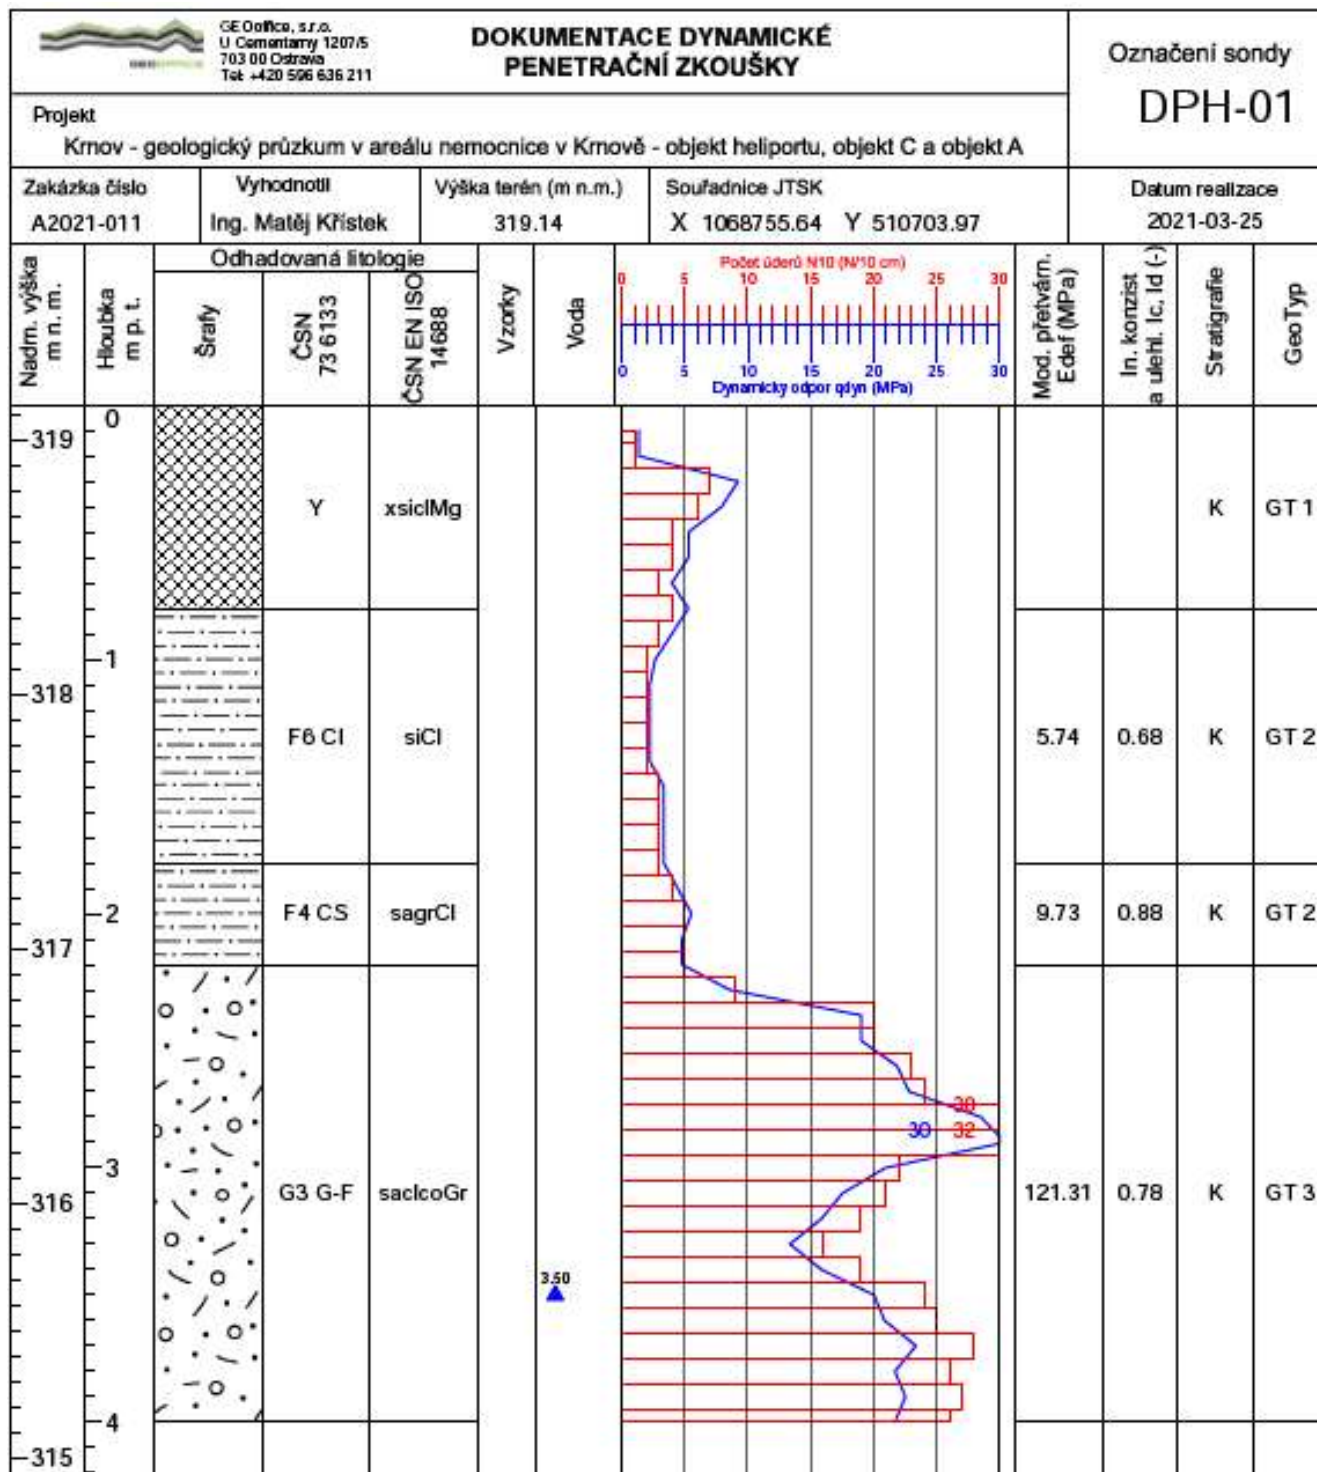 GEOoffice, s.r.o.
U Cementarny 1207/5
703 00 Ostrava
Tel: +420 596 636 211
DOKUMENTACE DYNAMICKÉ
PENETRAČNÍ ZKOUŠKY
Označení sondy
DPH-01
Projekt
Krnov - geologický průzkum v areálu nemocnice v Krnově - objekt heliportu, objekt C a objekt A
Zakázka číslo
A2021-011
Vyhodnotil
Ing. Matěj Křístek
Výška terén (m n.m.)
319.14
Souřadnice JTSK
X 1068755.64 Y 510703.97
Datum realizace
2021-03-25
Nadm. výška
m n. m.
Hloubka
m p. t.
Odhadovaná litologie
Šrafy
ČSN
73 6133
ČSN EN ISO
14688
Vzorky
Voda
Počet úderů N10 (N/10 cm)
0 5 10 15 20 25 30
0 5 10 15 20 25 30
Dynamický odpor qdyn (MPa)
Mod. přetvárn.
Edef (MPa)
In. konzist
a ulehl. Ic, Id (-)
Stratigrafie
GeoTyp
0
319
Y xsiclMg K GT 1
1
318
F6 CI siCl 5.74 0.68 K GT 2
2
F4 CS sagrCl 9.73 0.88 K GT 2
317
30
30 32
3
G3 G-F saclcoGr 121.31 0.78 K GT 3
316
3.50
4
315